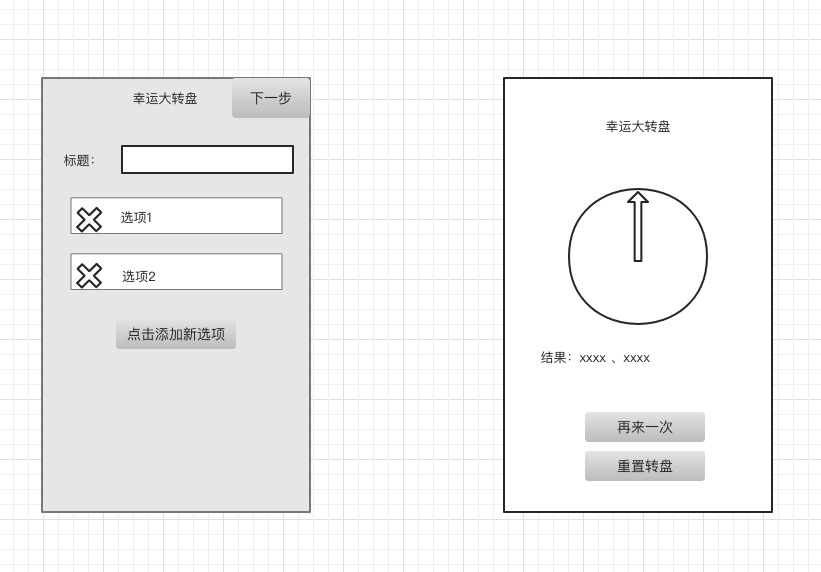 幸运大转盘
下一步
标题：
选项1
选项2
点击添加新选项
幸运大转盘
结果：xxxx 、xxxx
再来一次
重置转盘